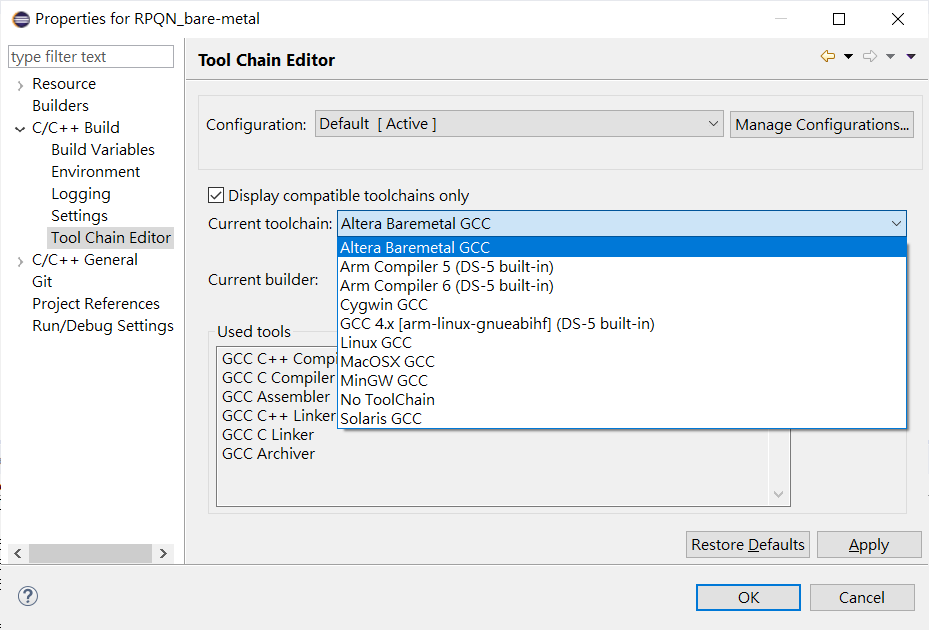 Properties for RPQN_bare-metal
type filter text
Resource
Builders
C/C++ Build
Build Variables
Environment
Logging
Settings
Tool Chain Editor
C/C++ General
Git
Project References
Run/Debug Settings
Tool Chain Editor
Configuration: Default [ Active ] Manage Configurations...
Display compatible toolchains only
Current toolchain: Altera Baremetal GCC
Altera Baremetal GCC
Arm Compiler 5 (DS-5 built-in)
Arm Compiler 6 (DS-5 built-in)
Cygwin GCC
GCC 4.x [arm-linux-gnueabihf] (DS-5 built-in)
Linux GCC
MacOSX GCC
MinGW GCC
No ToolChain
Solaris GCC
Current builder:
Used tools
GCC C++ Compi
GCC C Compiler
GCC Assembler
GCC C++ Linker
GCC C Linker
GCC Archiver
Restore Defaults Apply
? OK Cancel